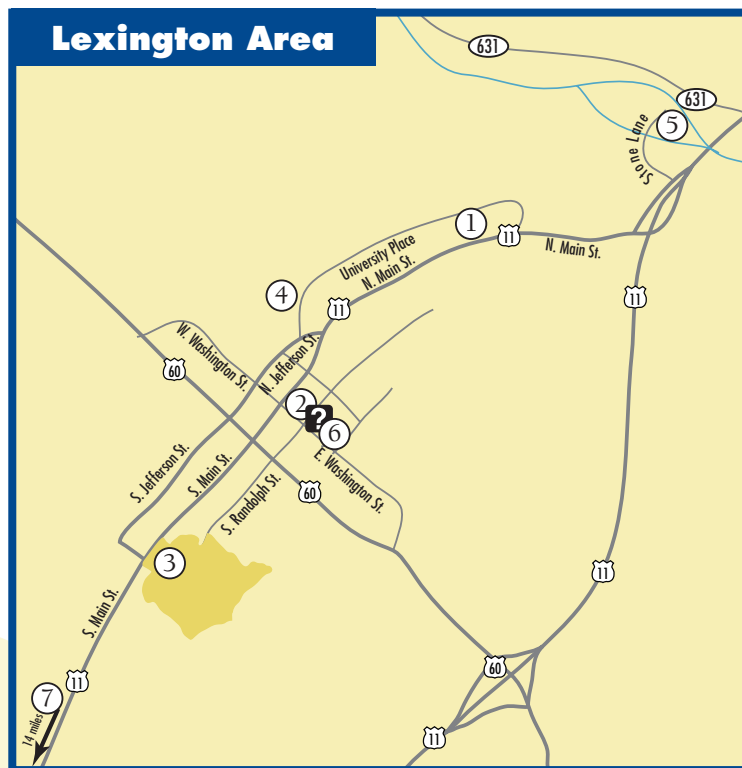 Lexington Area
631
631
5
Stone Lane
1
University Place
11
N. Main St.
N. Main St.
4
11
11
W. Washington St.
60
N. Jefferson St.
2
?
6
E. Washington St.
S. Jefferson St.
S. Main St.
S. Randolph St.
60
3
11
S. Main St.
11
7
14 miles
60
11